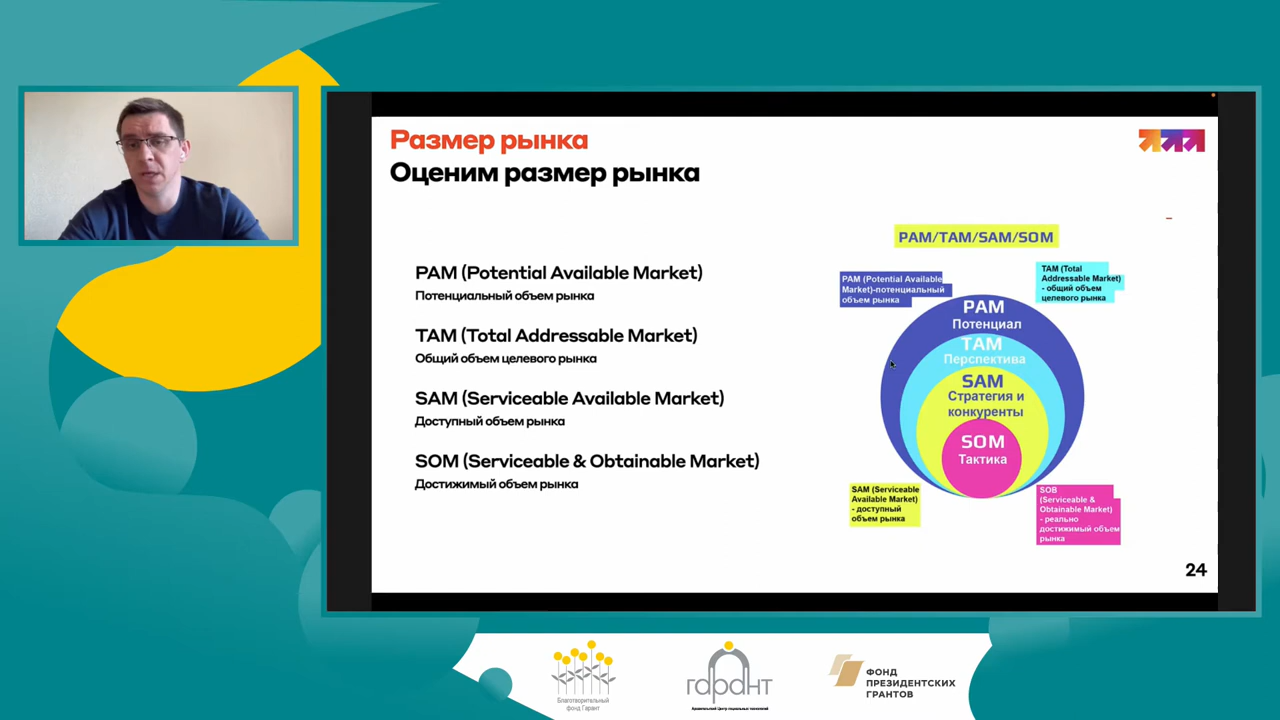 Размер рынка
Оценим размер рынка
PAM (Potential Available Market)
Потенциальный объем рынка
TAM (Total Addressable Market)
Общий объем целевого рынка
SAM (Serviceable Available Market)
Доступный объем рынка
SOM (Serviceable & Obtainable Market)
Достижимый объем рынка
PAM/TAM/SAM/SOM
PAM (Potential Available
Market)-потенциальный
объем рынка
TAM (Total
Addressable Market)
- общий объем
целевого рынка
PAM
Потенциал
TAM
Перспектива
SAM
Стратегия и
конкуренты
SOM
Тактика
SAM (Serviceable
Available Market)
- доступный
объем рынка
SOB
(Serviceable &
Obtainable Market)
- реально
достижимый объем
рынка
24
Благотворительный
фонд Гарант
гарант
Архангельский Центр социальных технологий
ФОНД
ПРЕЗИДЕНТСКИХ
ГРАНТОВ